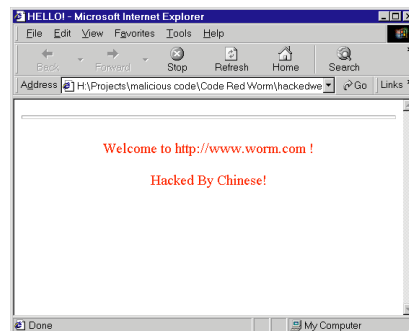 HELLO! - Microsoft Internet Explorer
File Edit View Favorites Tools Help
Back Forward Stop Refresh Home Search
Address H:\Projects\malicious code\Code Red Worm\hackedwe Go Links
Welcome to http://www.worm.com !
Hacked By Chinese!
Done My Computer